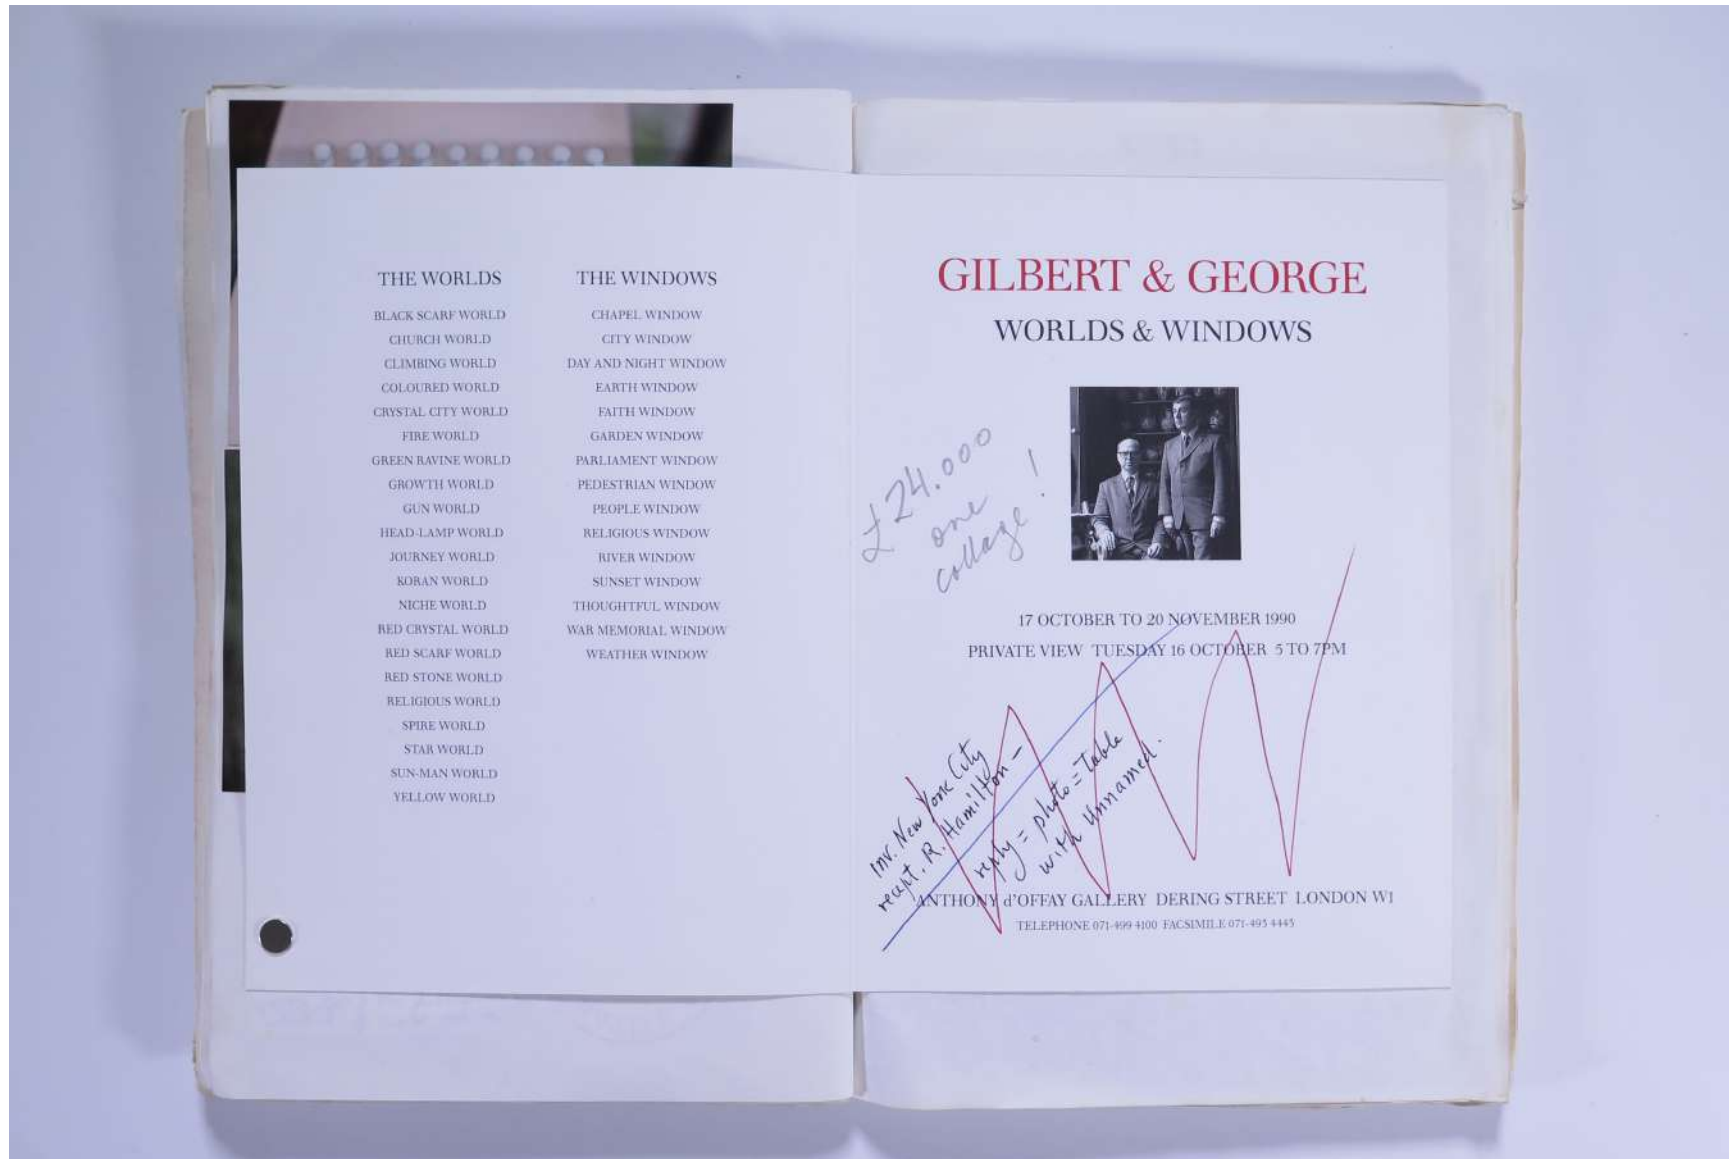 THE WORLDS
BLACK SCARF WORLD
CHURCH WORLD
CLIMBING WORLD
COLOURED WORLD
CRYSTAL CITY WORLD
FIRE WORLD
GREEN RAVINE WORLD
GROWTH WORLD
GUN WORLD
HEAD-LAMP WORLD
JOURNEY WORLD
KORAN WORLD
NICHE WORLD
RED CRYSTAL WORLD
RED SCARF WORLD
RED STONE WORLD
RELIGIOUS WORLD
SPIRE WORLD
STAR WORLD
SUN-MAN WORLD
YELLOW WORLD
THE WINDOWS
CHAPEL WINDOW
CITY WINDOW
DAY AND NIGHT WINDOW
EARTH WINDOW
FAITH WINDOW
GARDEN WINDOW
PARLIAMENT WINDOW
PEDESTRIAN WINDOW
PEOPLE WINDOW
RELIGIOUS WINDOW
RIVER WINDOW
SUNSET WINDOW
THOUGHTFUL WINDOW
WAR MEMORIAL WINDOW
WEATHER WINDOW
GILBERT & GEORGE
WORLDS & WINDOWS
£24.000
one
collage!
17 OCTOBER TO 20 NOVEMBER 1990
PRIVATE VIEW TUESDAY 16 OCTOBER 5 TO 7PM
inv. New York City
recept. R. Hamilton –
reply = photo = Table
with Unnamed.
ANTHONY d'OFFAY GALLERY DERING STREET LONDON W1
TELEPHONE 071-499 4100 FACSIMILE 071-493 4443